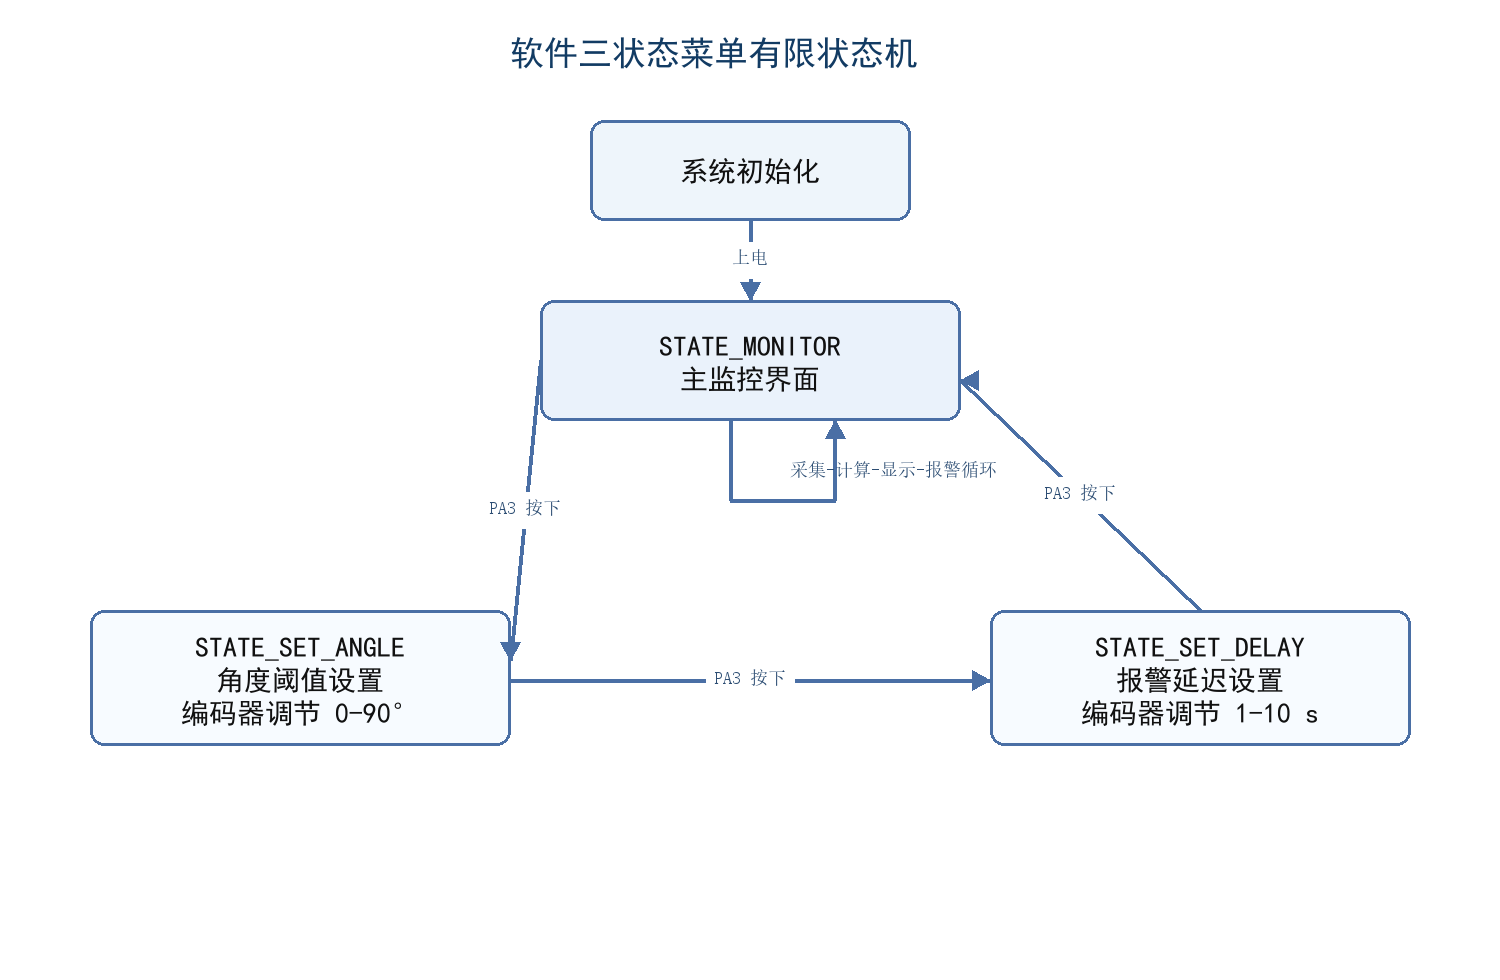 软件三状态菜单有限状态机
系统初始化
上电
STATE_MONITOR
主监控界面
采集-计算-显示-报警循环
PA3 按下
PA3 按下
STATE_SET_ANGLE
角度阈值设置
编码器调节 0-90°
PA3 按下
STATE_SET_DELAY
报警延迟设置
编码器调节 1-10 s